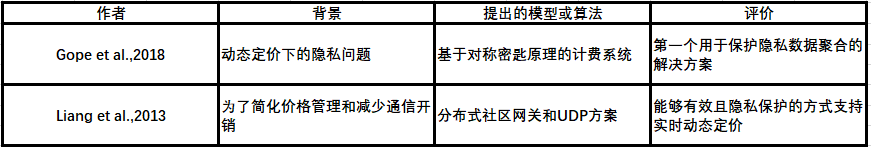 作者 背景 提出的模型或算法 评价
Gope et al.,2018 动态定价下的隐私问题 基于对称密匙原理的计费系统 第一个用于保护隐私数据聚合的
解决方案
Liang et al.,2013 为了简化价格管理和减少通信开
销 分布式社区网关和UDP方案 能够有效且隐私保护的方式支持
实时动态定价